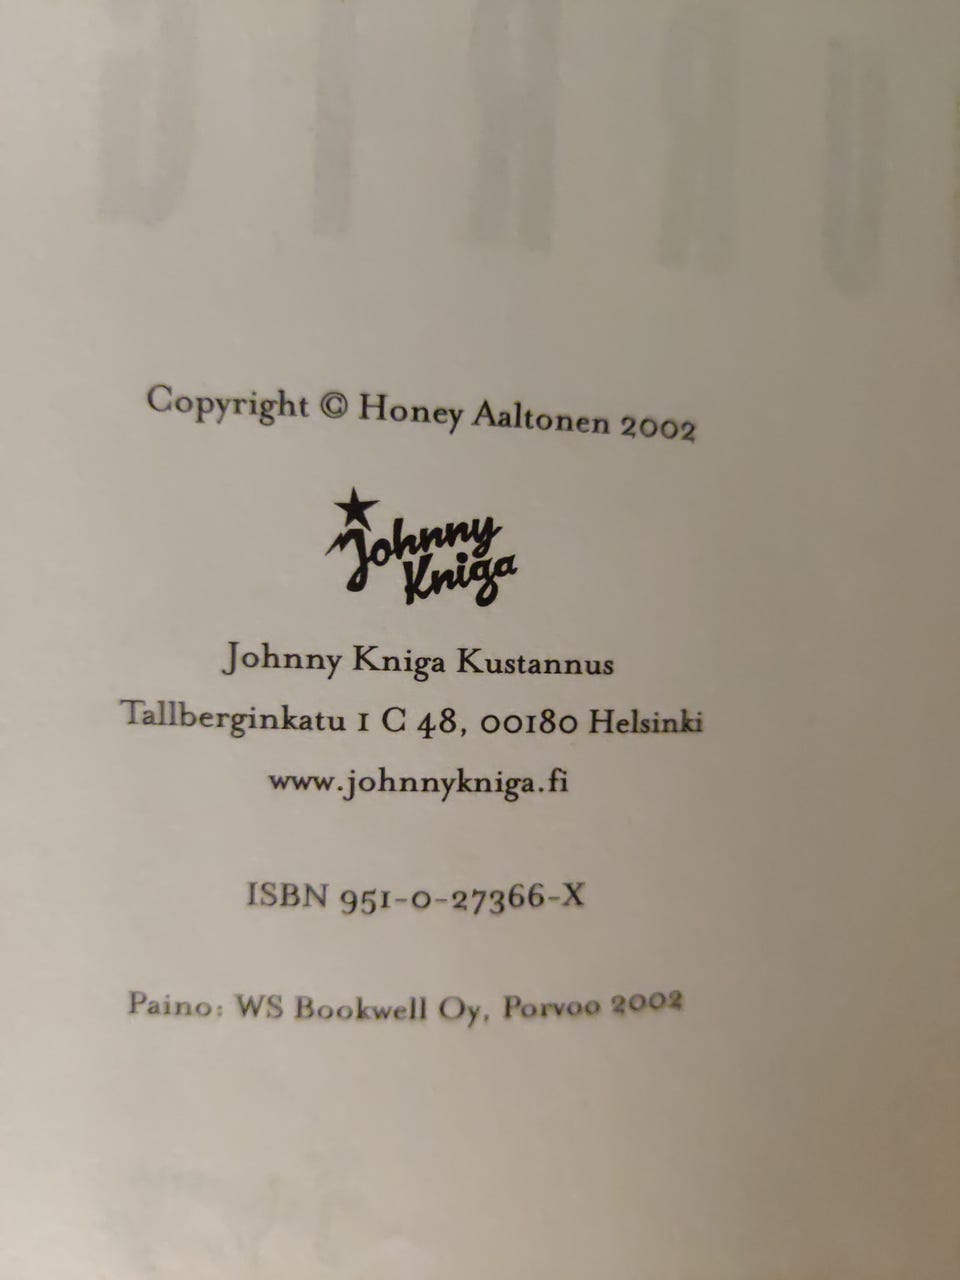 Copyright © Honey Aaltonen 2002
Johnny
Kniga
Johnny Kniga Kustannus
Tallberginkatu 1 C 48, 00180 Helsinki
www.johnnykniga.fi
ISBN 951-0-27366-X
Paino: WS Bookwell Oy, Porvoo 2002